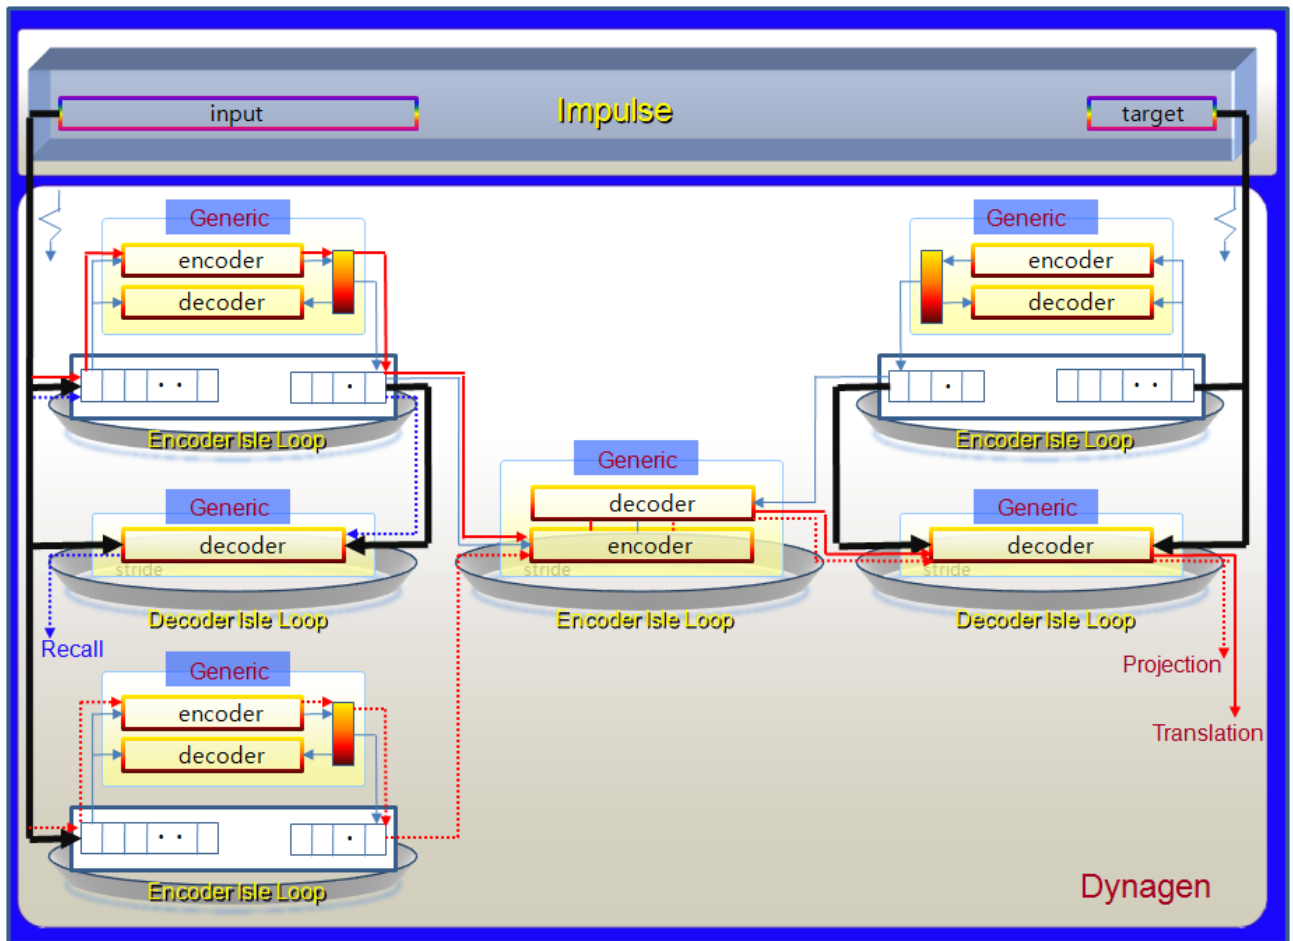 input
Impulse
target
Generic
encoder
decoder
Encoder Isle Loop
Generic
encoder
decoder
Encoder Isle Loop
Generic
decoder
stride
Decoder Isle Loop
Recall
Generic
decoder
encoder
stride
Encoder Isle Loop
Generic
decoder
stride
Decoder Isle Loop
Projection
Translation
Generic
encoder
decoder
Encoder Isle Loop
Dynagen